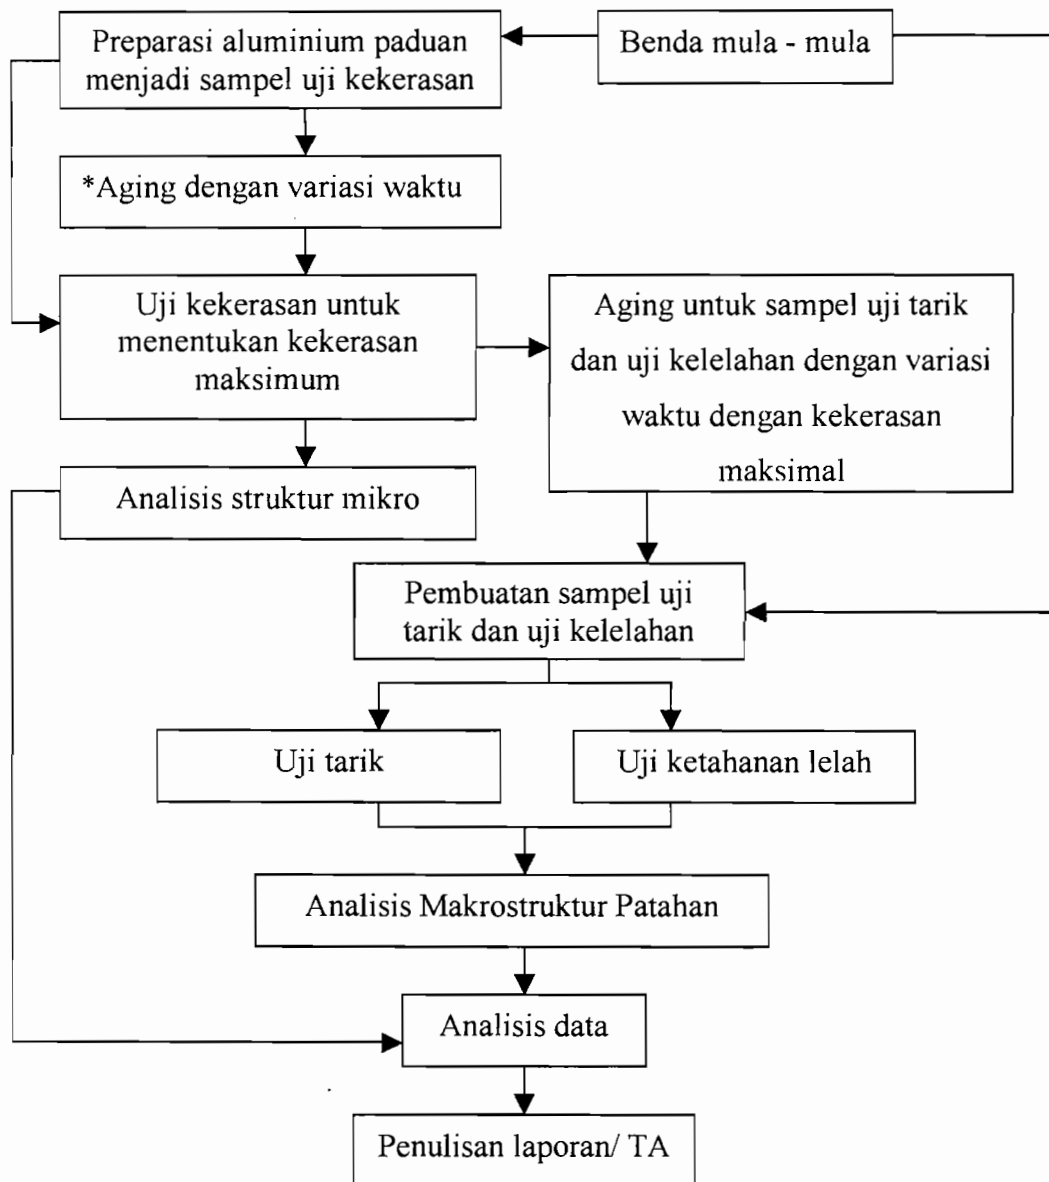 Preparasi aluminium paduan
menjadi sampel uji kekerasan
Benda mula - mula
*Aging dengan variasi waktu
Uji kekerasan untuk
menentukan kekerasan
maksimum
Aging untuk sampel uji tarik
dan uji kelelahan dengan variasi
waktu dengan kekerasan
maksimal
Analisis struktur mikro
Pembuatan sampel uji
tarik dan uji kelelahan
Uji tarik
Uji ketahanan lelah
Analisis Makrostruktur Patahan
Analisis data
Penulisan laporan/ TA